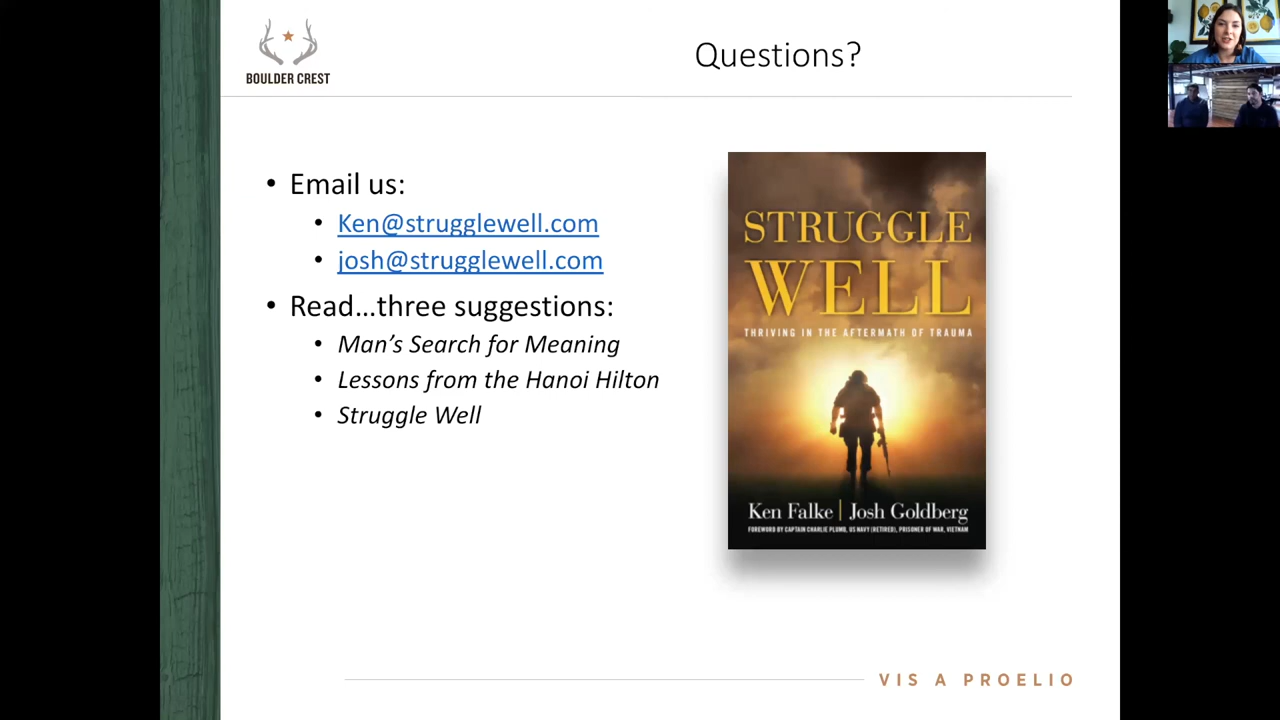 BOULDER CREST
Questions?
• Email us:
• Ken@strugglewell.com
• josh@strugglewell.com
• Read...three suggestions:
• Man's Search for Meaning
• Lessons from the Hanoi Hilton
• Struggle Well
STRUGGLE
WELL
THRIVING IN THE AFTERMATH OF TRAUMA
Ken Falke | Josh Goldberg
FOREWORD BY CAPTAIN CHARLIE PLUMB, US NAVY (RETIRED), PRISONER OF WAR, VIETNAM
VIS A PROELIO